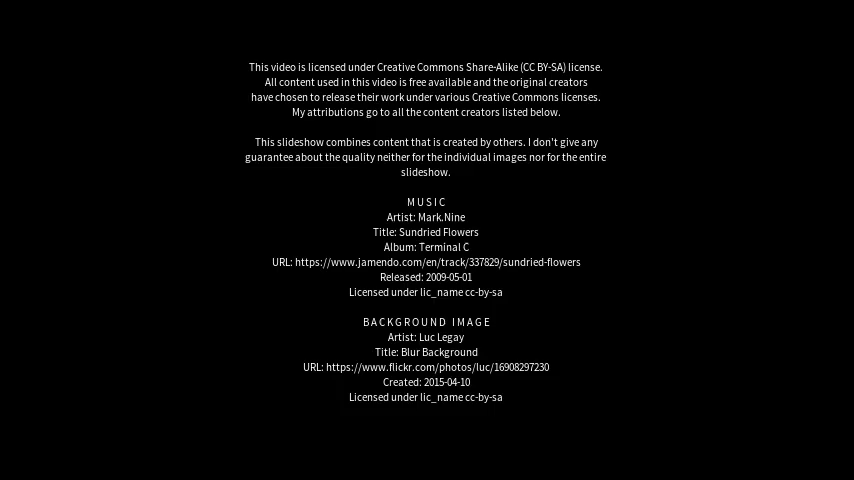 This video is licensed under Creative Commons Share-Alike (CC BY-SA) license.
All content used in this video is free available and the original creators
have chosen to release their work under various Creative Commons licenses.
My attributions go to all the content creators listed below.
This slideshow combines content that is created by others. I don't give any
guarantee about the quality neither for the individual images nor for the entire
slideshow.
MUSIC
Artist: Mark.Nine
Title: Sundried Flowers
Album: Terminal C
URL: https://www.jamendo.com/en/track/337829/sundried-flowers
Released: 2009-05-01
Licensed under lic_name cc-by-sa
BACKGROUND IMAGE
Artist: Luc Legay
Title: Blur Background
URL: https://www.flickr.com/photos/luc/16908297230
Created: 2015-04-10
Licensed under lic_name cc-by-sa